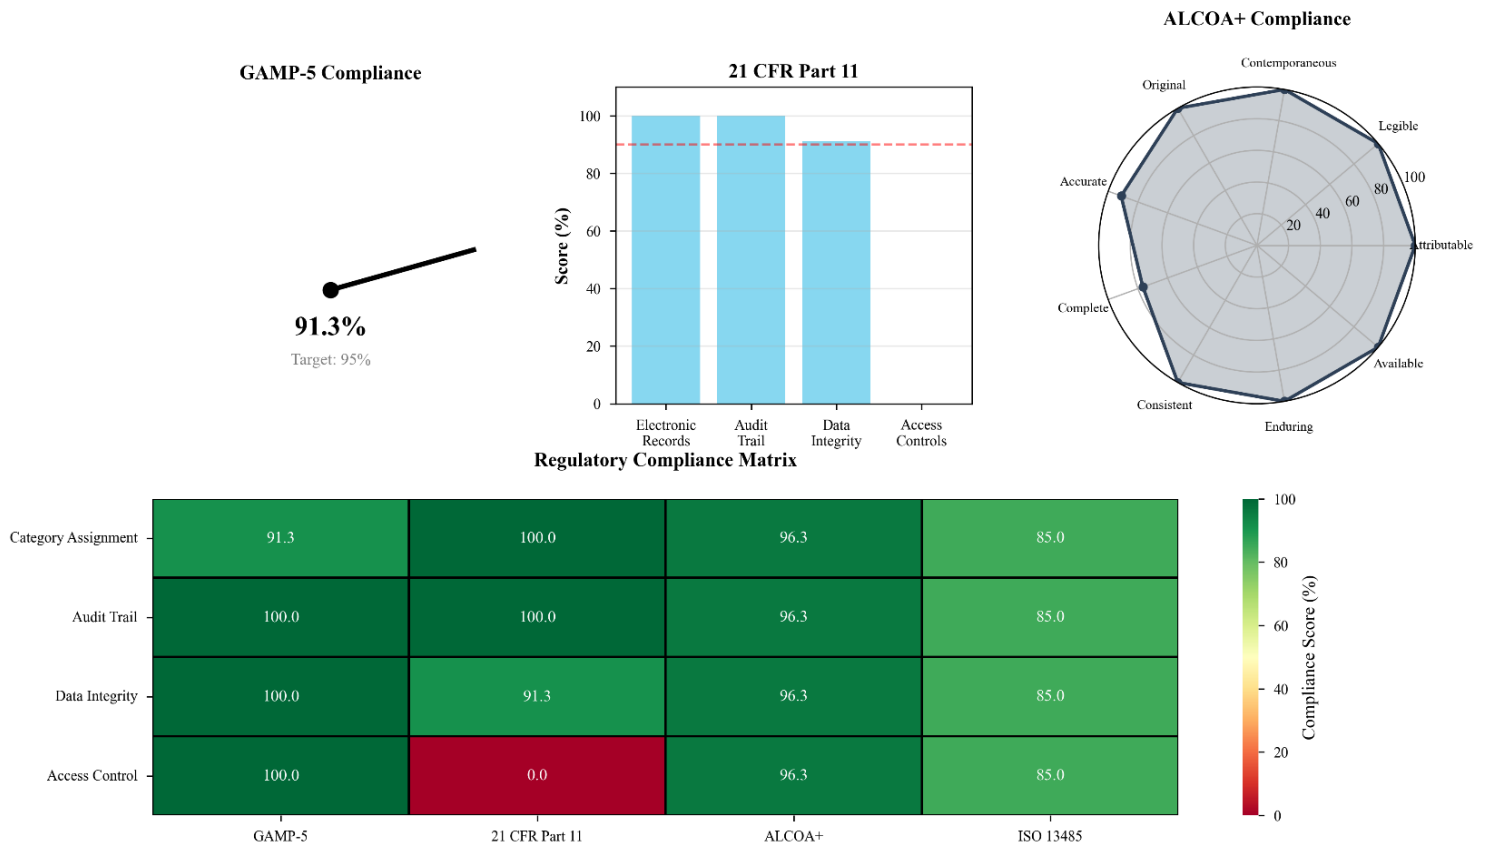 GAMP-5 Compliance
91.3%
Target: 95%
21 CFR Part 11
Score (%)
100
80
60
40
20
0
Electronic
Records
Audit
Trail
Data
Integrity
Access
Controls
ALCOA+ Compliance
Contemporaneous
Original
Legible
Accurate
100
80
60
40
20
Attributable
Complete
Available
Consistent
Enduring
Regulatory Compliance Matrix
Category Assignment 91.3 100.0 96.3 85.0
Audit Trail 100.0 100.0 96.3 85.0
Data Integrity 100.0 91.3 96.3 85.0
Access Control 100.0 0.0 96.3 85.0
GAMP-5 21 CFR Part 11 ALCOA+ ISO 13485
100
80
60
40
20
0
Compliance Score (%)